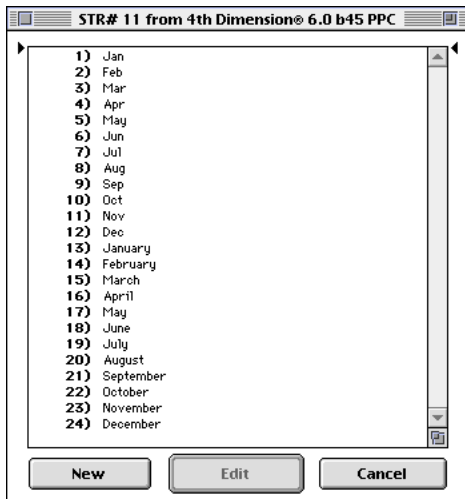 STR# 11 from 4th Dimension® 6.0 b45 PPC
1) Jan
2) Feb
3) Mar
4) Apr
5) May
6) Jun
7) Jul
8) Aug
9) Sep
10) Oct
11) Nov
12) Dec
13) January
14) February
15) March
16) April
17) May
18) June
19) July
20) August
21) September
22) October
23) November
24) December
New Edit Cancel